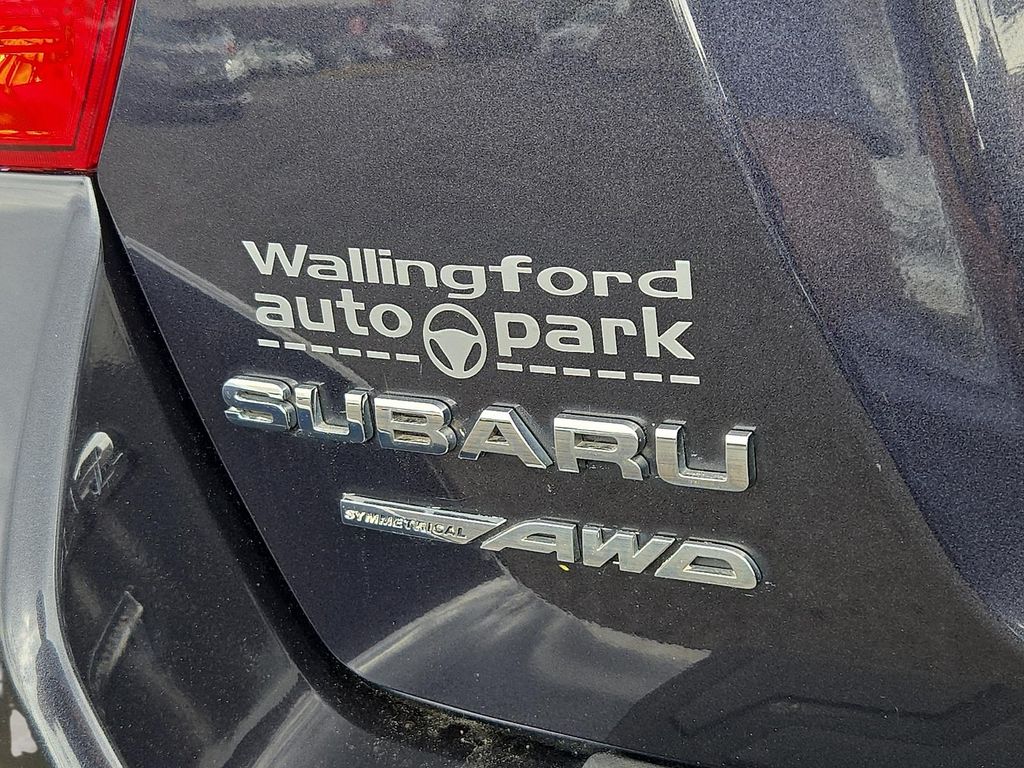 Wallingford
auto park
SUBARU
SYMMETRICAL AWD